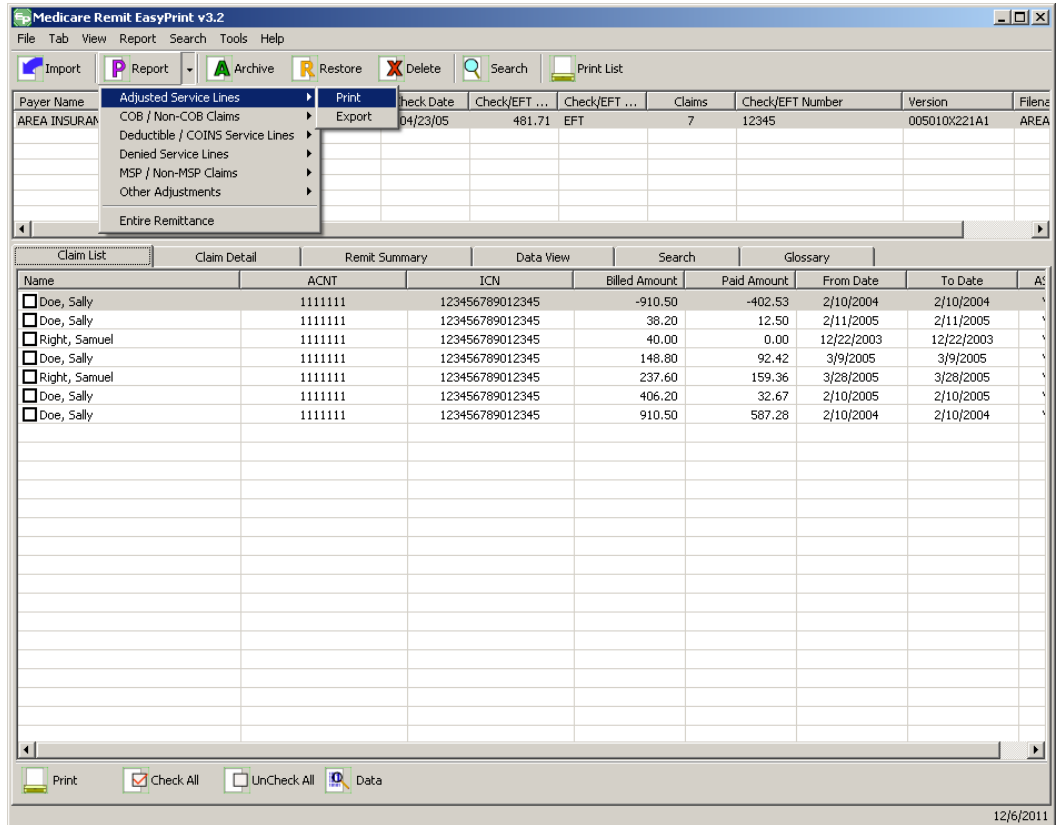 Medicare Remit EasyPrint v3.2
File Tab View Report Search Tools Help
Import Report Archive Restore Delete Search Print List
Payer Name Check Date Check/EFT ... Check/EFT ... Claims Check/EFT Number Version Filena
AREA INSURAN 04/23/05 481.71 EFT 7 12345 005010X221A1 AREA
Adjusted Service Lines
COB / Non-COB Claims
Deductible / COINS Service Lines
Denied Service Lines
MSP / Non-MSP Claims
Other Adjustments
Entire Remittance
Print
Export
Claim List Claim Detail Remit Summary Data View Search Glossary
Name ACNT ICN Billed Amount Paid Amount From Date To Date AS
Doe, Sally 1111111 123456789012345 -910.50 -402.53 2/10/2004 2/10/2004
Doe, Sally 1111111 123456789012345 38.20 12.50 2/11/2005 2/11/2005
Right, Samuel 1111111 123456789012345 40.00 0.00 12/22/2003 12/22/2003
Doe, Sally 1111111 123456789012345 148.80 92.42 3/9/2005 3/9/2005
Right, Samuel 1111111 123456789012345 237.60 159.36 3/28/2005 3/28/2005
Doe, Sally 1111111 123456789012345 406.20 32.67 2/10/2005 2/10/2005
Doe, Sally 1111111 123456789012345 910.50 587.28 2/10/2004 2/10/2004
Print Check All UnCheck All Data
12/6/2011